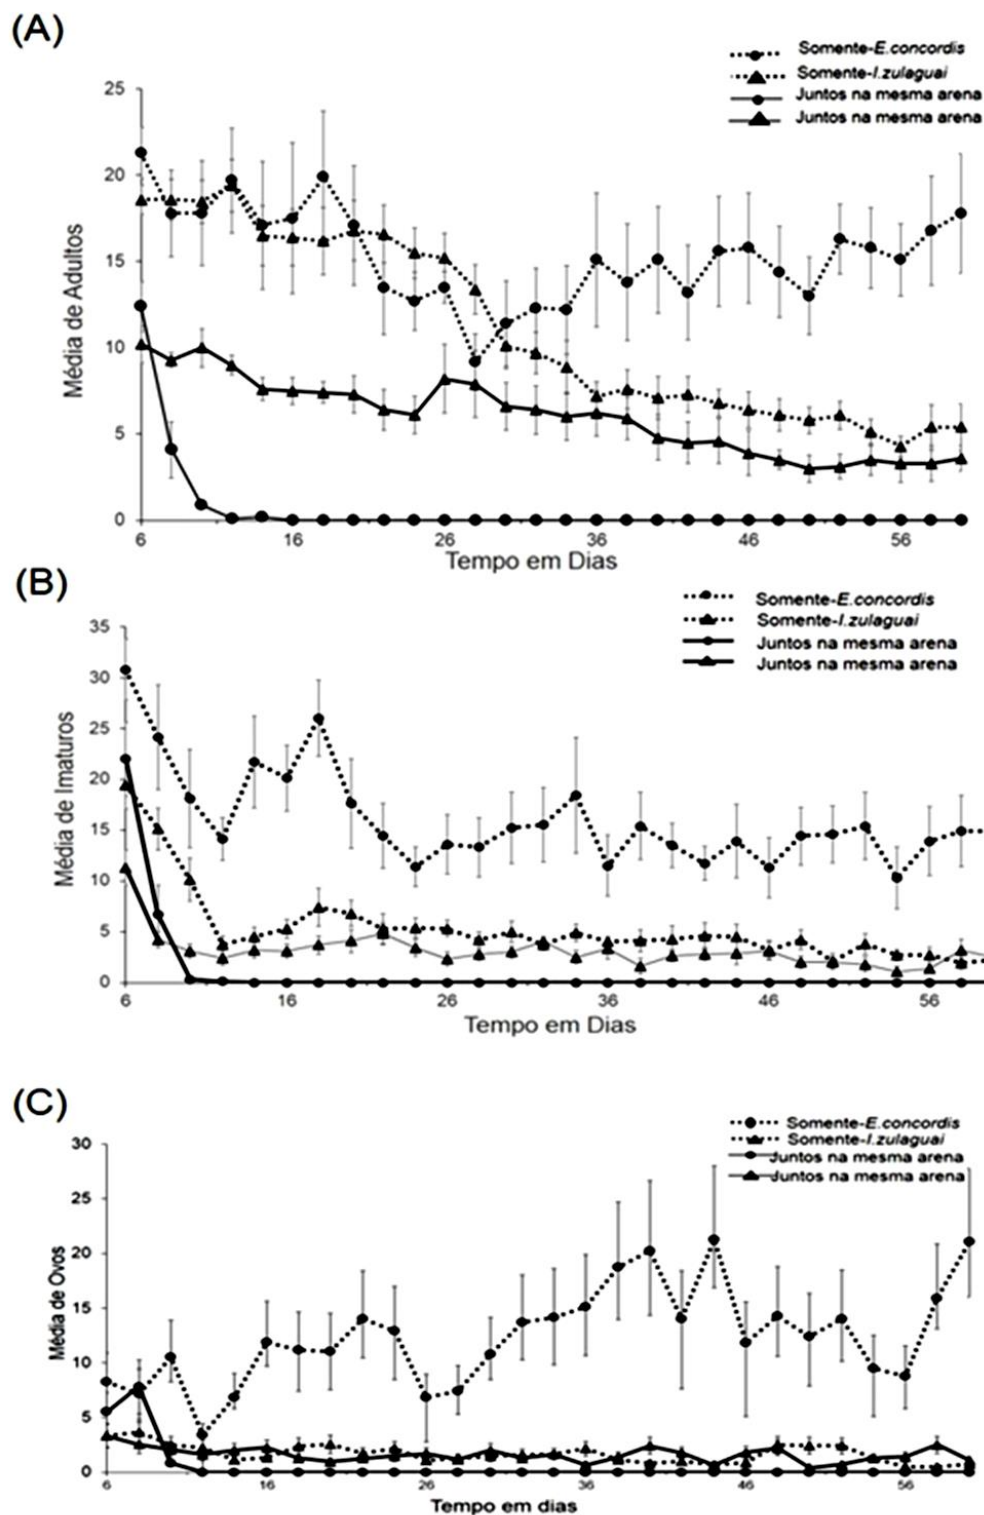 (A)
Somente-E.concordis
Somente-I.zulaguai
Juntos na mesma arena
Juntos na mesma arena
25
20
15
10
5
0
Média de Adultos
6 16 26 36 46 56
Tempo em Dias
(B)
Somente-E.concordis
Somente-I.zulaguai
Juntos na mesma arena
Juntos na mesma arena
35
30
25
20
15
10
5
0
Média de Imaturos
6 16 26 36 46 56
Tempo em Dias
(C)
Somente-E.concordis
Somente-I.zulaguai
Juntos na mesma arena
Juntos na mesma arena
30
25
20
15
10
5
0
Média de Ovos
6 16 26 36 46 56
Tempo em dias